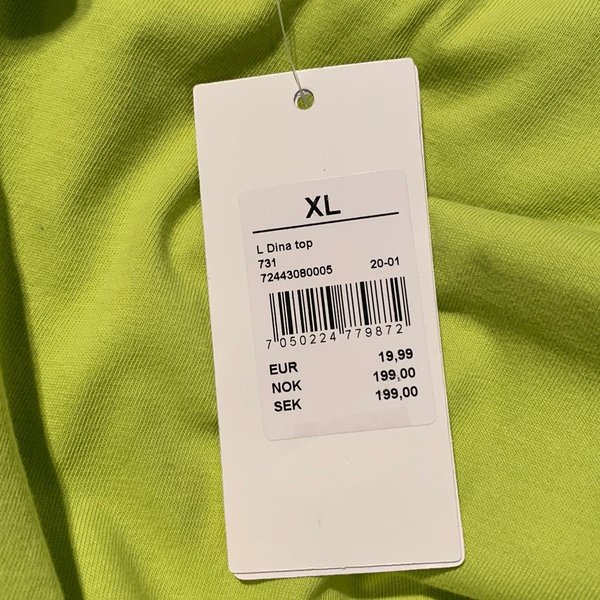 XL
L Dina top
731
72443080005 20-01
7 050224 779872
EUR 19,99
NOK 199,00
SEK 199,00